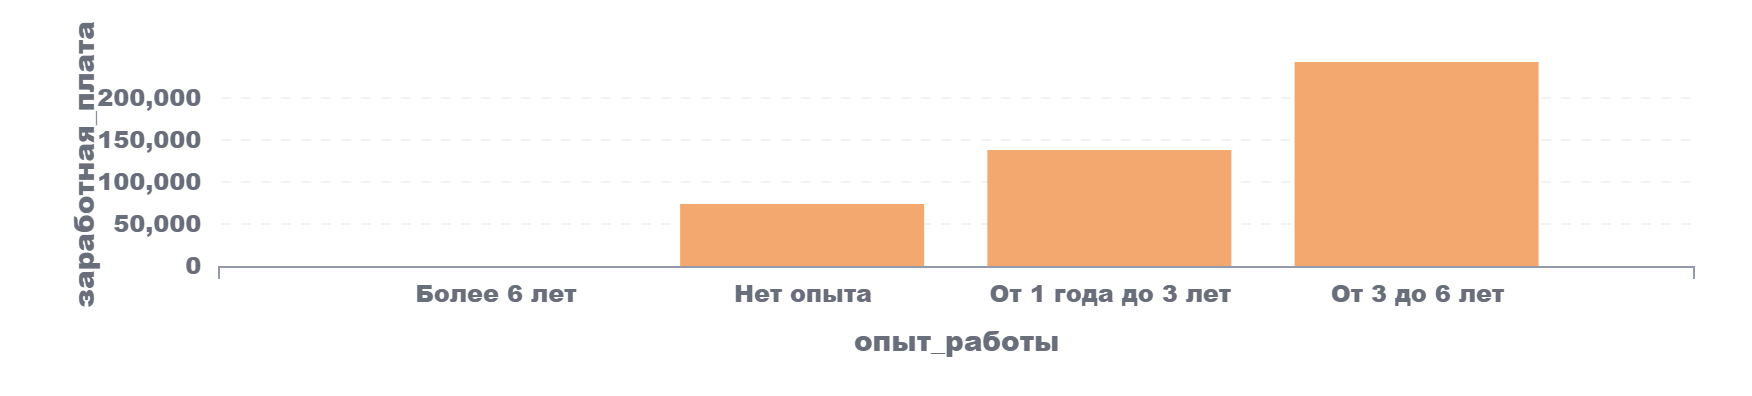 заработная_плата
200,000
150,000
100,000
50,000
0
Более 6 лет
Нет опыта
От 1 года до 3 лет
От 3 до 6 лет
опыт_работы